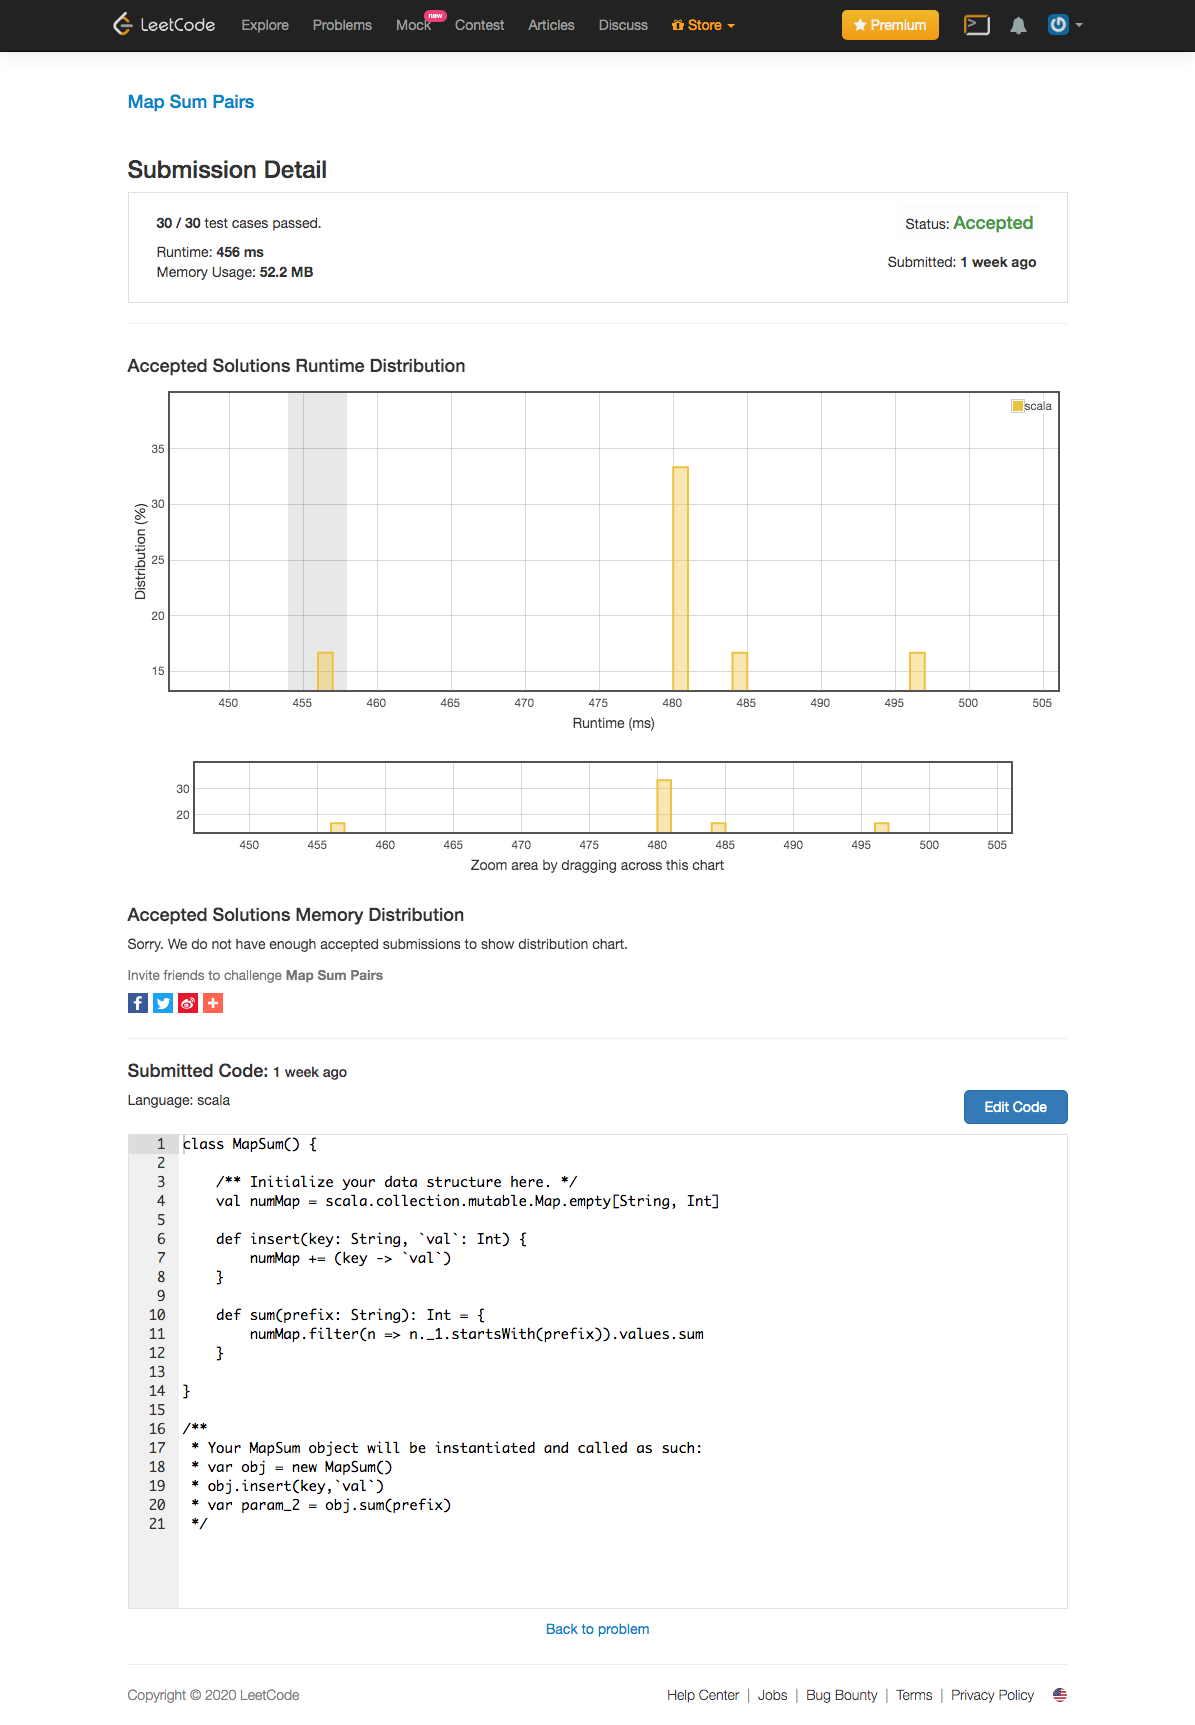 LeetCode Explore Problems Mock new Contest Articles Discuss Store Premium
Map Sum Pairs
Submission Detail
30 / 30 test cases passed.
Status: Accepted
Runtime: 456 ms
Submitted: 1 week ago
Memory Usage: 52.2 MB
Accepted Solutions Runtime Distribution
scala
35
30
25
20
15
Distribution (%)
450 455 460 465 470 475 480 485 490 495 500 505
Runtime (ms)
30
20
450 455 460 465 470 475 480 485 490 495 500 505
Zoom area by dragging across this chart
Accepted Solutions Memory Distribution
Sorry. We do not have enough accepted submissions to show distribution chart.
Invite friends to challenge Map Sum Pairs
Submitted Code: 1 week ago
Language: scala
Edit Code
1 class MapSum() {
2
3     /** Initialize your data structure here. */
4     val numMap = scala.collection.mutable.Map.empty[String, Int]
5
6     def insert(key: String, `val`: Int) {
7         numMap += (key -> `val`)
8     }
9
10     def sum(prefix: String): Int = {
11         numMap.filter(n => n._1.startsWith(prefix)).values.sum
12     }
13
14 }
15
16 /**
17  * Your MapSum object will be instantiated and called as such:
18  * var obj = new MapSum()
19  * obj.insert(key,`val`)
20  * var param_2 = obj.sum(prefix)
21  */
Back to problem
Copyright © 2020 LeetCode
Help Center | Jobs | Bug Bounty | Terms | Privacy Policy